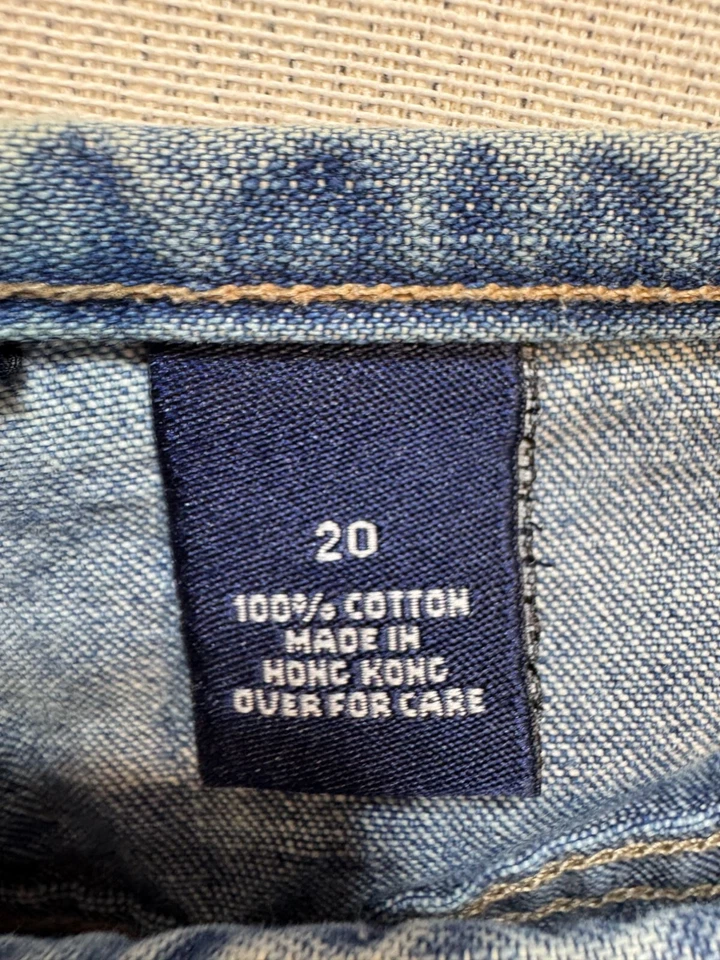 20
100% COTTON
MADE IN
HONG KONG
OVER FOR CARE